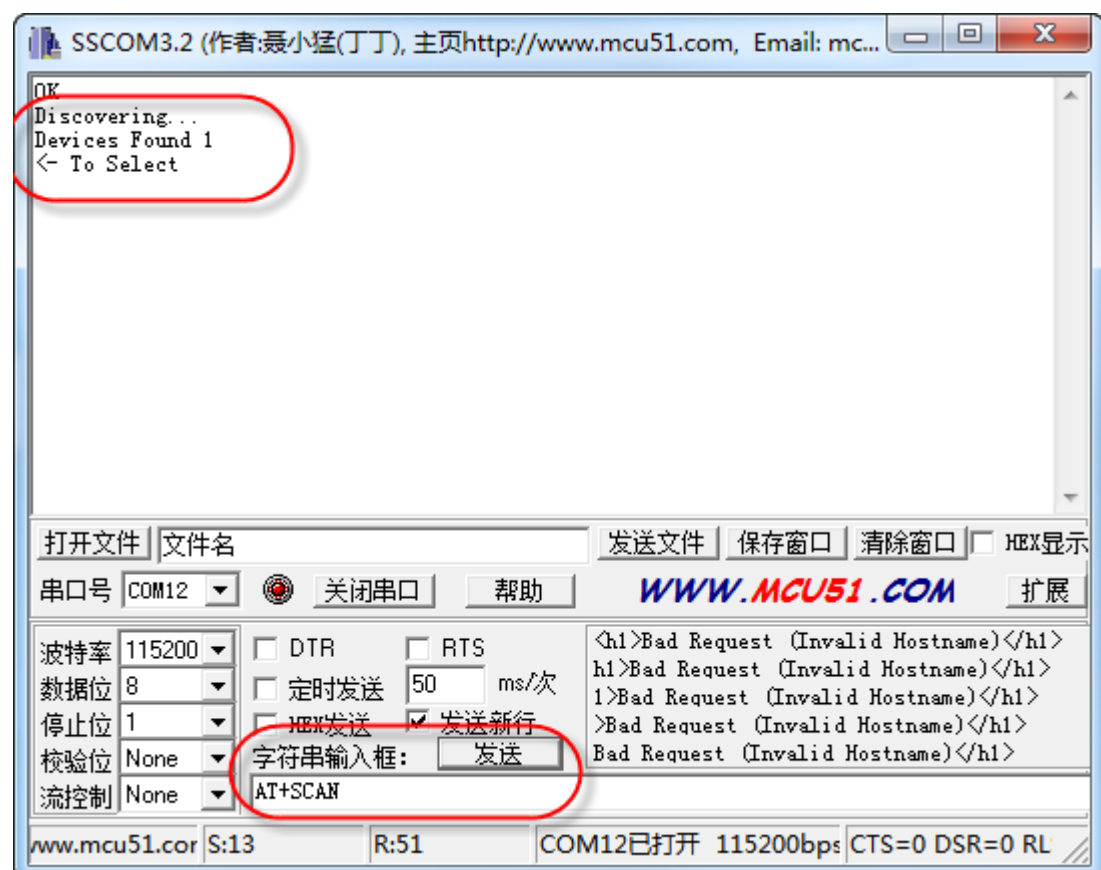 SSCOM3.2 (作者:聂小猛(丁丁), 主页http://www.mcu51.com, Email: mc...
OK
Discovering...
Devices Found 1
<- To Select
打开文件 文件名 发送文件 保存窗口 清除窗口 HEX显示
串口号 COM12 关闭串口 帮助 WWW.MCU51.COM 扩展
波特率 115200 DTR RTS
数据位 8 定时发送 50 ms/次
停止位 1 HEX发送 发送新行
校验位 None 字符串输入框: 发送
流控制 None AT+SCAN
<h1>Bad Request (Invalid Hostname)</h1>
h1>Bad Request (Invalid Hostname)</h1>
1>Bad Request (Invalid Hostname)</h1>
>Bad Request (Invalid Hostname)</h1>
Bad Request (Invalid Hostname)</h1>
www.mcu51.cor S:13 R:51 COM12已打开 115200bps CTS=0 DSR=0 RL